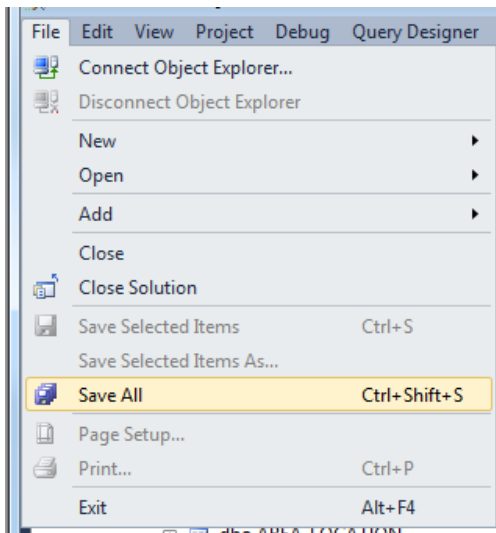 File Edit View Project Debug Query Designer
Connect Object Explorer...
Disconnect Object Explorer
New
Open
Add
Close
Close Solution
Save Selected Items Ctrl+S
Save Selected Items As...
Save All Ctrl+Shift+S
Page Setup...
Print... Ctrl+P
Exit Alt+F4
dbo.AREA_LOCATION